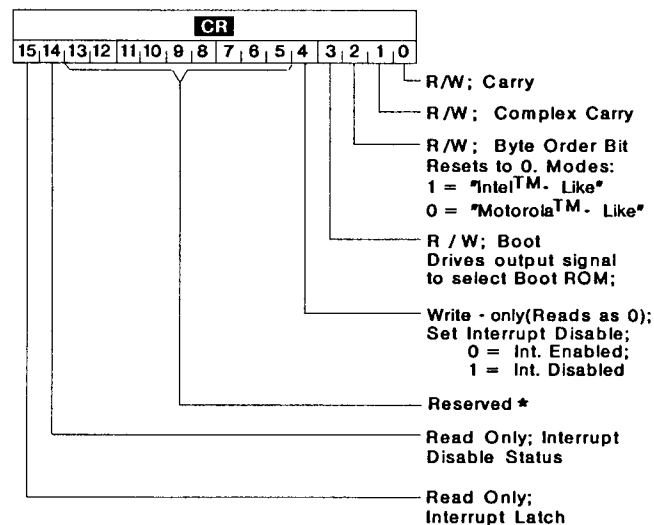 CR
15 14 13 12 11 10 9 8 7 6 5 4 3 2 1 0
R/W; Carry
R/W; Complex Carry
R/W; Byte Order Bit
Resets to 0. Modes:
1 = "Intel™- Like"
0 = "Motorola™- Like"
R / W; Boot
Drives output signal
to select Boot ROM;
Write - only(Reads as 0);
Set Interrupt Disable;
0 = Int. Enabled;
1 = Int. Disabled
Reserved *
Read Only; Interrupt
Disable Status
Read Only;
Interrupt Latch